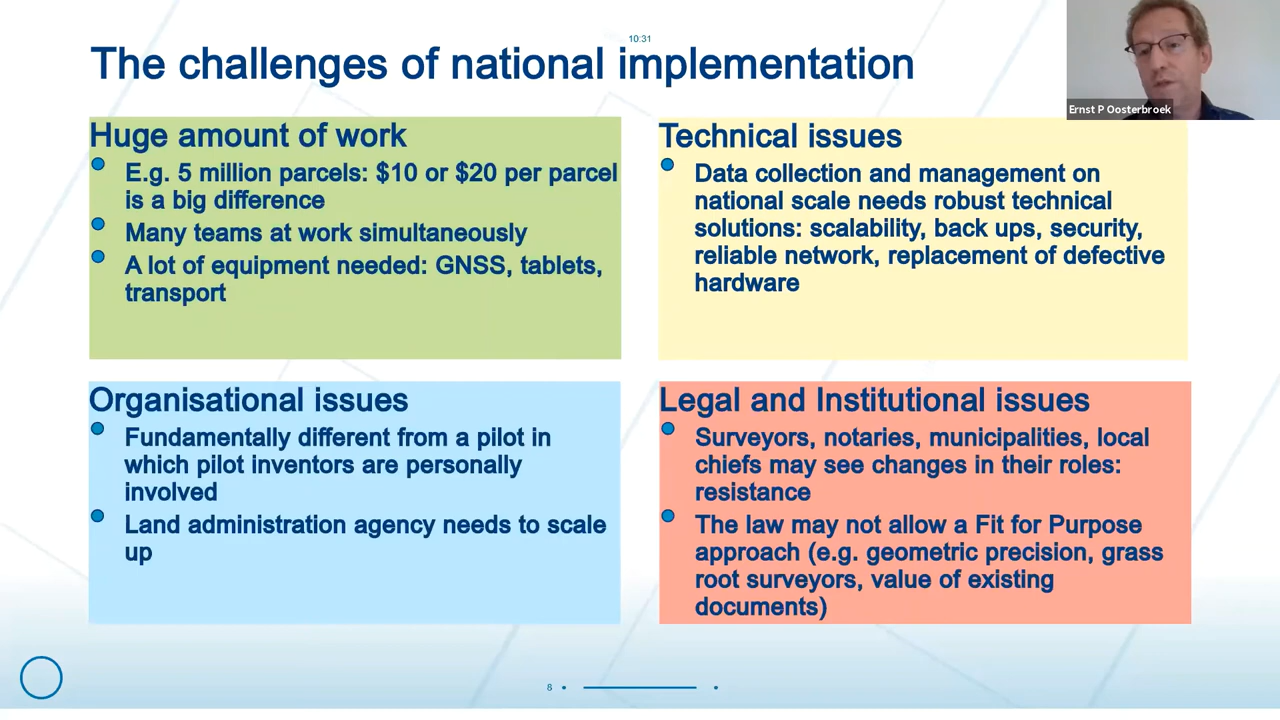 10:31
The challenges of national implementation
Ernst P Oosterbroek
Huge amount of work
E.g. 5 million parcels: $10 or $20 per parcel
is a big difference
Many teams at work simultaneously
A lot of equipment needed: GNSS, tablets,
transport
Technical issues
Data collection and management on
national scale needs robust technical
solutions: scalability, back ups, security,
reliable network, replacement of defective
hardware
Organisational issues
Fundamentally different from a pilot in
which pilot inventors are personally
involved
Land administration agency needs to scale
up
Legal and Institutional issues
Surveyors, notaries, municipalities, local
chiefs may see changes in their roles:
resistance
The law may not allow a Fit for Purpose
approach (e.g. geometric precision, grass
root surveyors, value of existing
documents)
8